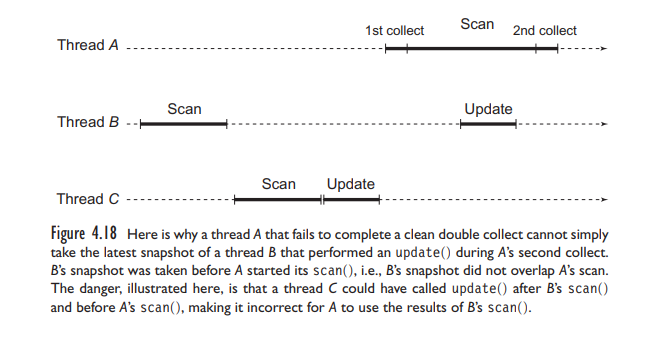 1st collect Scan 2nd collect
Thread A
Scan Update
Thread B
Scan Update
Thread C
Figure 4.18 Here is why a thread A that fails to complete a clean double collect cannot simply
take the latest snapshot of a thread B that performed an update() during A's second collect.
B's snapshot was taken before A started its scan(), i.e., B's snapshot did not overlap A's scan.
The danger, illustrated here, is that a thread C could have called update() after B's scan()
and before A's scan(), making it incorrect for A to use the results of B's scan().